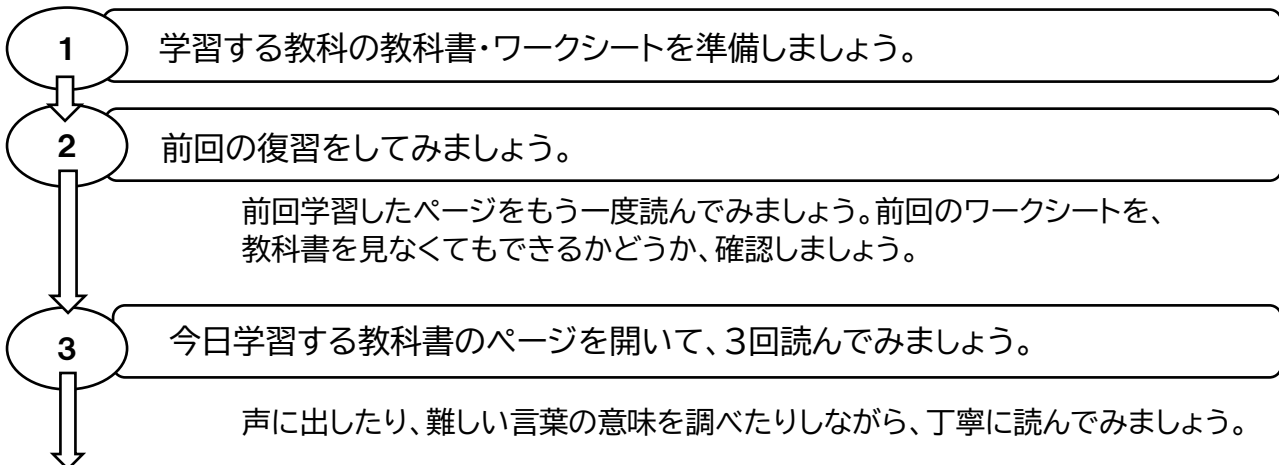 1
学習する教科の教科書・ワークシートを準備しましょう。
2
前回の復習をしてみましょう。
前回学習したページをもう一度読んでみましょう。前回のワークシートを、
教科書を見なくてもできるかどうか、確認しましょう。
3
今日学習する教科書のページを開いて、3回読んでみましょう。
声に出したり、難しい言葉の意味を調べたりしながら、丁寧に読んでみましょう。